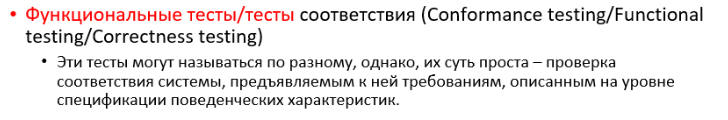 • Функциональные тесты/тесты соответствия (Conformance testing/Functional
testing/Correctness testing)
• Эти тесты могут называться по разному, однако, их суть проста – проверка
соответствия системы, предъявляемым к ней требованиям, описанным на уровне
спецификации поведенческих характеристик.